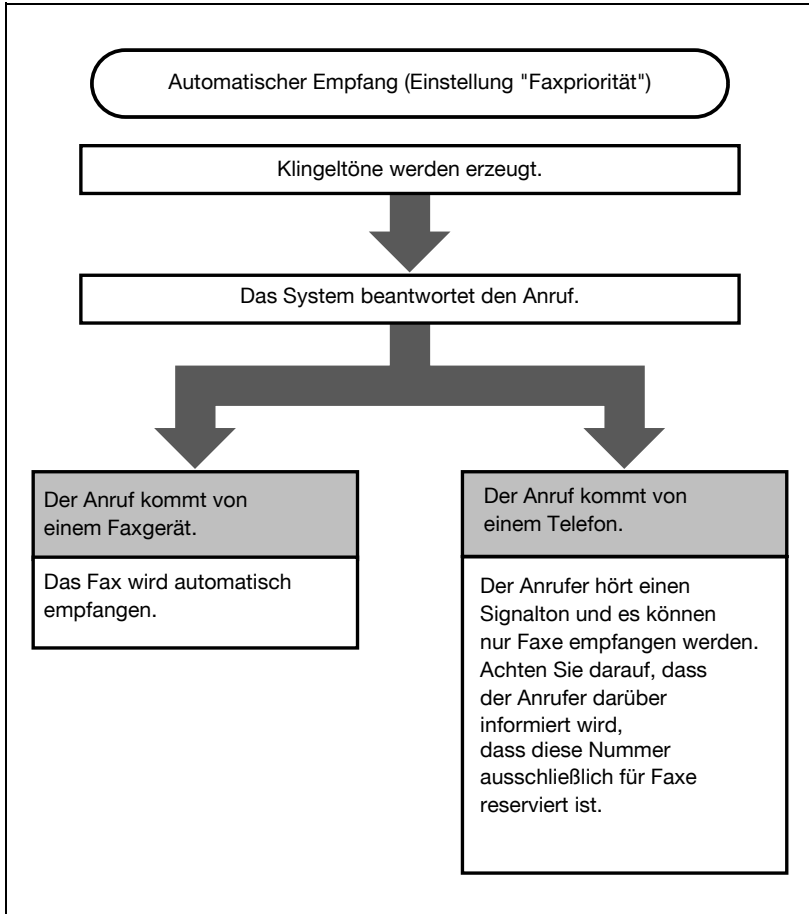 Automatischer Empfang (Einstellung "Faxpriorität")
Klingeltöne werden erzeugt.
Das System beantwortet den Anruf.
Der Anruf kommt von
einem Faxgerät.
Das Fax wird automatisch
empfangen.
Der Anruf kommt von
einem Telefon.
Der Anrufer hört einen
Signalton und es können
nur Faxe empfangen werden.
Achten Sie darauf, dass
der Anrufer darüber
informiert wird,
dass diese Nummer
ausschließlich für Faxe
reserviert ist.